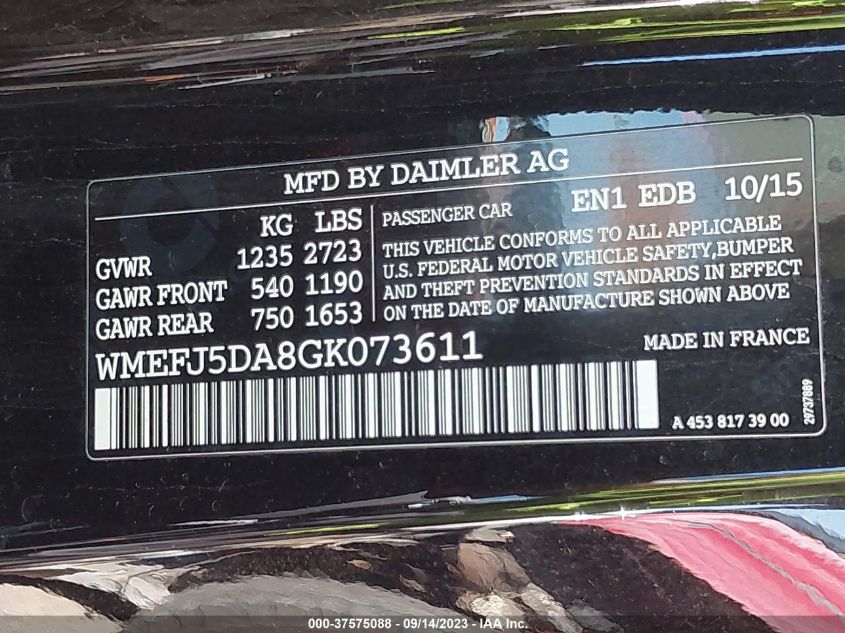 MFD BY DAIMLER AG
EN1 EDB 10/15
KG LBS
GVWR 1235 2723
GAWR FRONT 540 1190
GAWR REAR 750 1653
PASSENGER CAR
THIS VEHICLE CONFORMS TO ALL APPLICABLE
U.S. FEDERAL MOTOR VEHICLE SAFETY,BUMPER
AND THEFT PREVENTION STANDARDS IN EFFECT
ON THE DATE OF MANUFACTURE SHOWN ABOVE
WMEFJ5DA8GK073611
MADE IN FRANCE
A 453 817 39 00
29737889
000-37575088 - 09/14/2023 - IAA Inc.